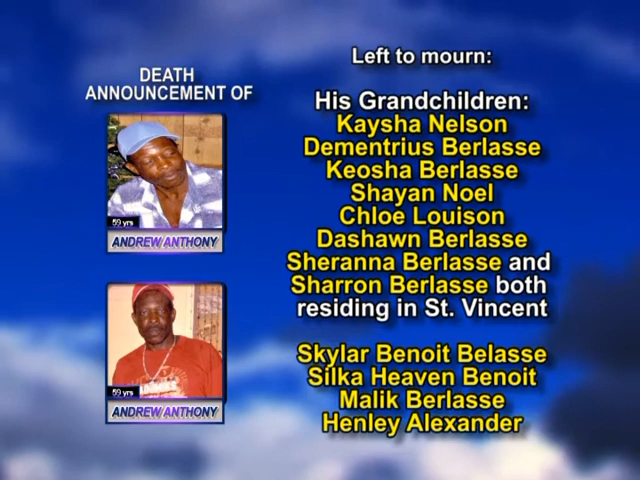 DEATH
ANNOUNCEMENT OF
59 yrs
ANDREW ANTHONY
59 yrs
ANDREW ANTHONY
Left to mourn:
His Grandchildren:
Kaysha Nelson
Dementrius Berlasse
Keosha Berlasse
Shayan Noel
Chloe Louison
Dashawn Berlasse
Sheranna Berlasse and
Sharron Berlasse both
residing in St. Vincent
Skylar Benoit Belasse
Silka Heaven Benoit
Malik Berlasse
Henley Alexander